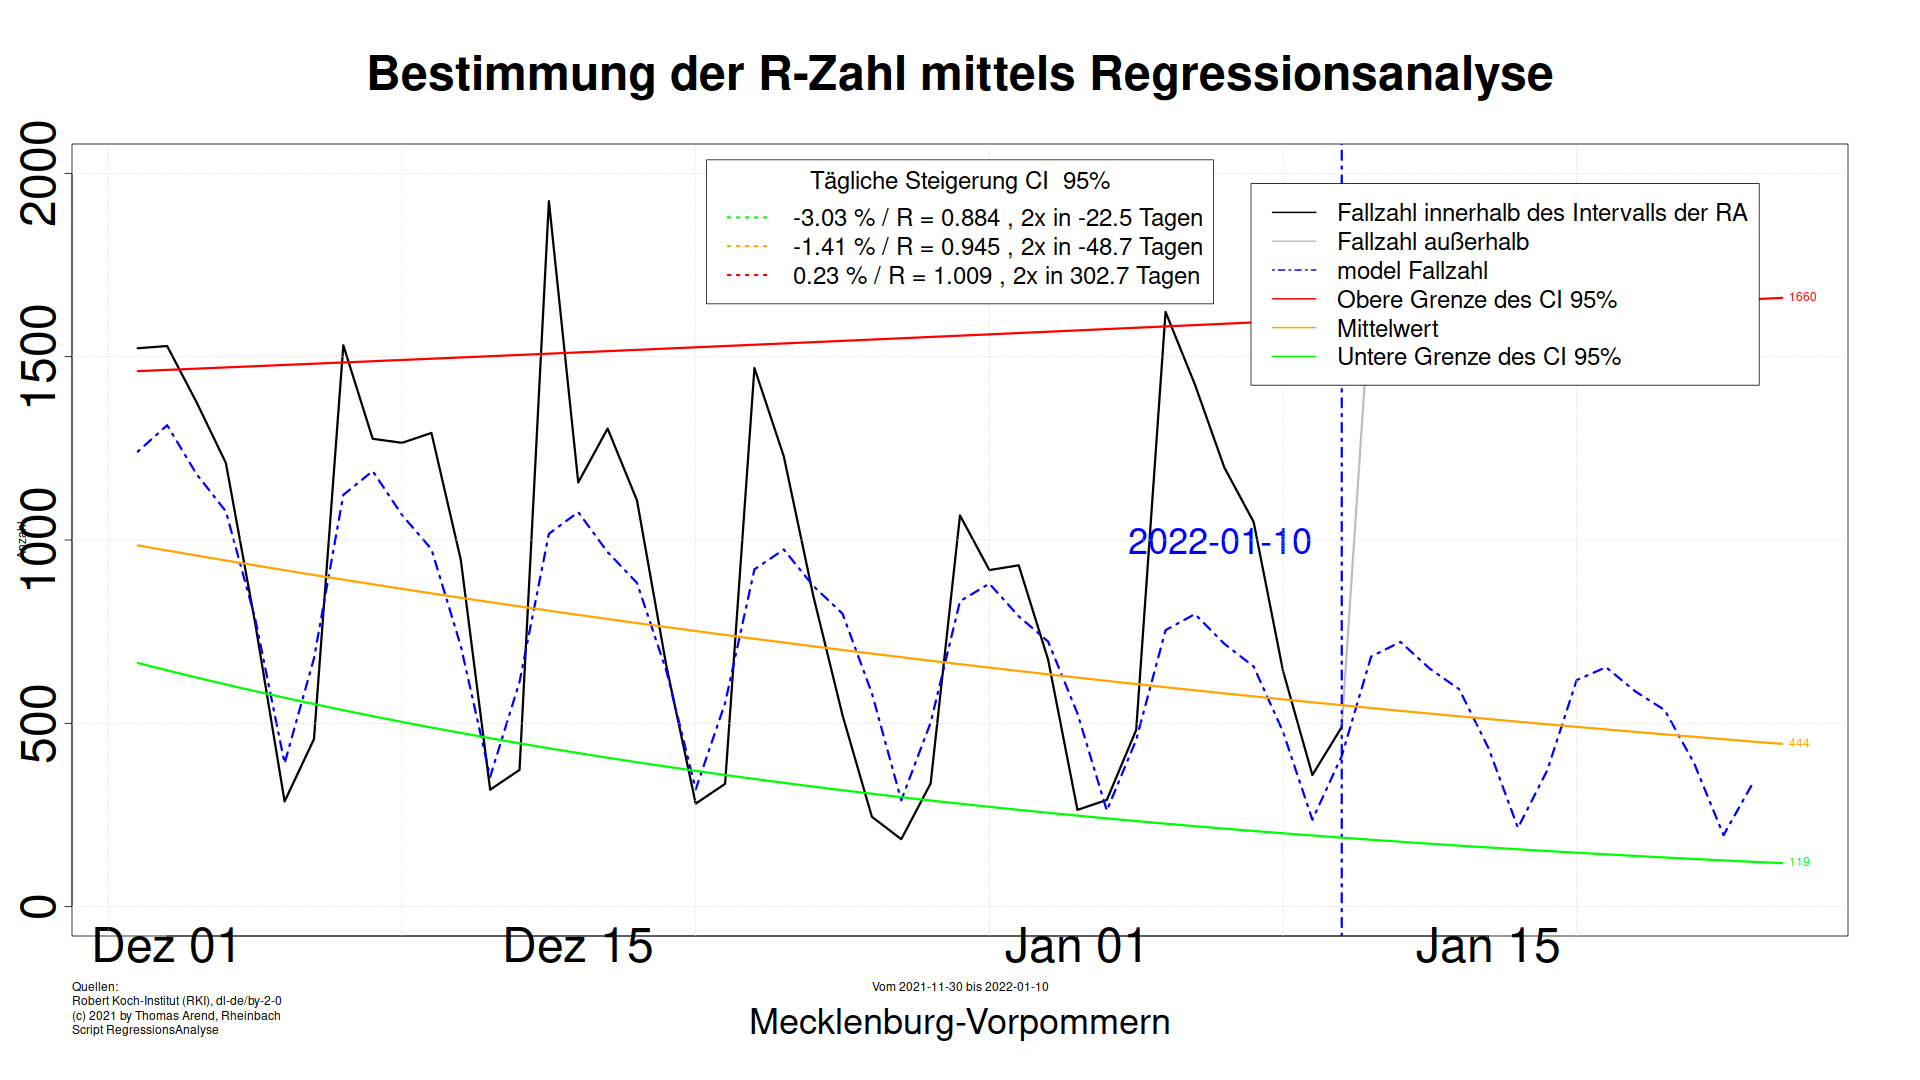 Bestimmung der R-Zahl mittels Regressionsanalyse
2000
1500
1000
500
0
Anzahl
Tägliche Steigerung CI  95%
-3.03 % / R = 0.884 , 2x in -22.5 Tagen
-1.41 % / R = 0.945 , 2x in -48.7 Tagen
0.23 % / R = 1.009 , 2x in 302.7 Tagen
Fallzahl innerhalb des Intervalls der RA
Fallzahl außerhalb
model Fallzahl
Obere Grenze des CI 95%
Mittelwert
Untere Grenze des CI 95%
1660
2022-01-10
444
119
Dez 01
Dez 15
Jan 01
Jan 15
Quellen:
Robert Koch-Institut (RKI), dl-de/by-2-0
(c) 2021 by Thomas Arend, Rheinbach
Script RegressionsAnalyse
Vom 2021-11-30 bis 2022-01-10
Mecklenburg-Vorpommern